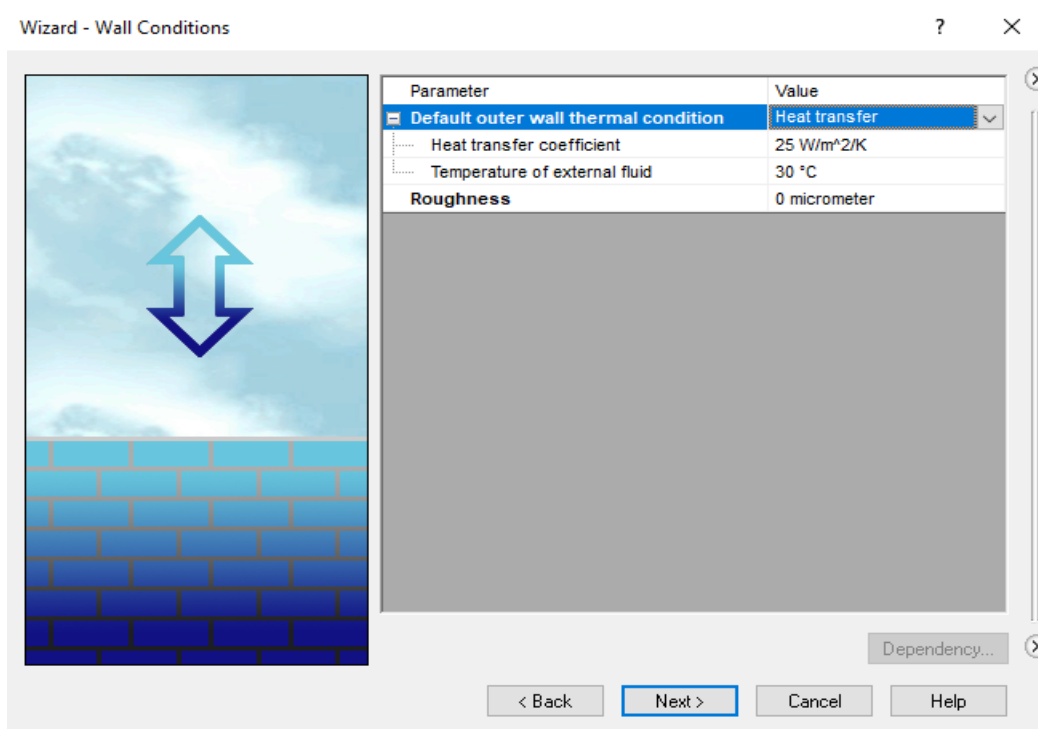 Wizard - Wall Conditions ?
Parameter Value
Default outer wall thermal condition Heat transfer
Heat transfer coefficient 25 W/m^2/K
Temperature of external fluid 30 °C
Roughness 0 micrometer
Dependency...
< Back Next > Cancel Help